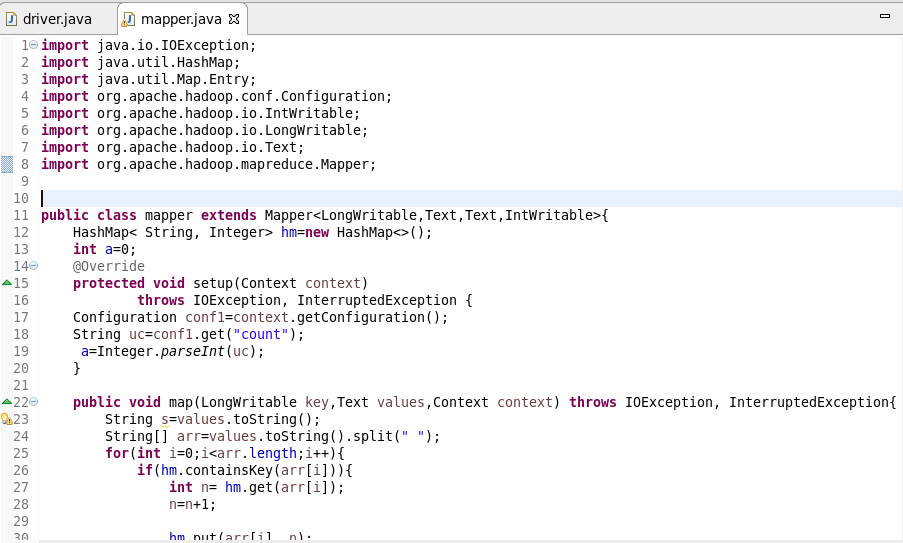 driver.java mapper.java
1 import java.io.IOException;
2 import java.util.HashMap;
3 import java.util.Map.Entry;
4 import org.apache.hadoop.conf.Configuration;
5 import org.apache.hadoop.io.IntWritable;
6 import org.apache.hadoop.io.LongWritable;
7 import org.apache.hadoop.io.Text;
8 import org.apache.hadoop.mapreduce.Mapper;
9
10
11 public class mapper extends Mapper<LongWritable,Text,Text,IntWritable>{
12     HashMap< String, Integer> hm=new HashMap<>();
13     int a=0;
14     @Override
15     protected void setup(Context context)
16             throws IOException, InterruptedException {
17     Configuration conf1=context.getConfiguration();
18     String uc=conf1.get("count");
19      a=Integer.parseInt(uc);
20     }
21
22     public void map(LongWritable key,Text values,Context context) throws IOException, InterruptedException{
23         String s=values.toString();
24         String[] arr=values.toString().split(" ");
25         for(int i=0;i<arr.length;i++){
26             if(hm.containsKey(arr[i])){
27                 int n= hm.get(arr[i]);
28                 n=n+1;
29
30                 hm.put(arr[i], n);